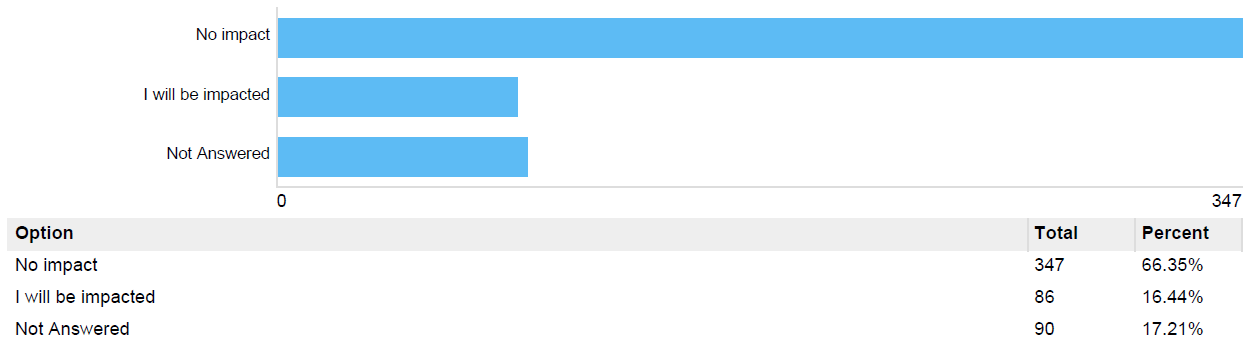 No impact
I will be impacted
Not Answered
0 347
Option Total Percent
No impact 347 66.35%
I will be impacted 86 16.44%
Not Answered 90 17.21%